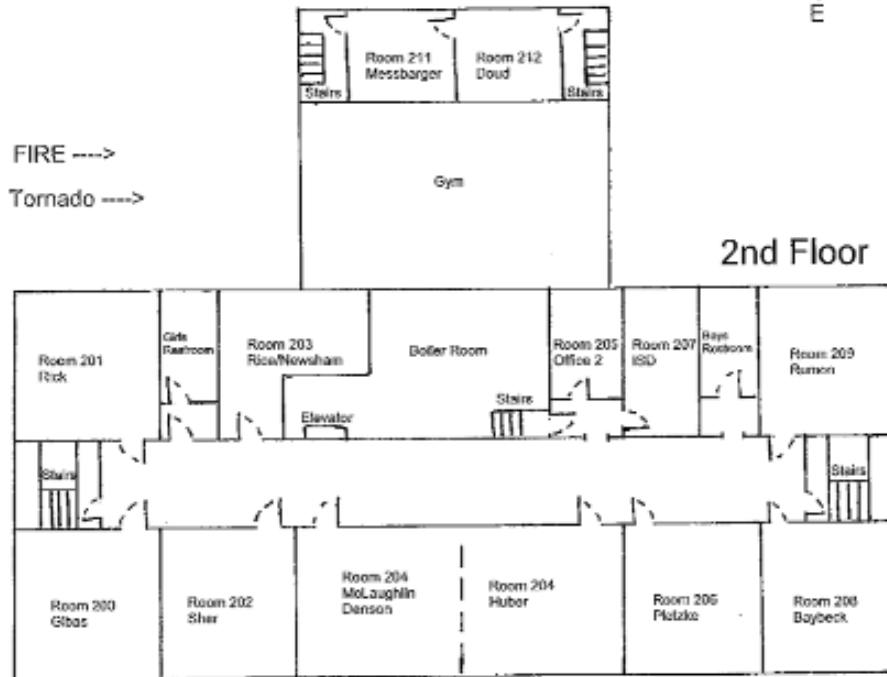 E
Room 211
Messbarger
Room 212
Doud
Stairs
Stairs
FIRE ---->
Tornado ---->
Gym
2nd Floor
Room 201
Rick
Girls
Restroom
Room 203
Rice/Newsham
Boiler Room
Room 205
Office 2
Room 207
ISD
Boys
Restroom
Room 209
Rumon
Elevator
Stairs
Stairs
Stairs
Room 200
Gibas
Room 202
Sher
Room 204
McLaughlin
Denson
Room 204
Huber
Room 206
Pletzke
Room 208
Baybeck